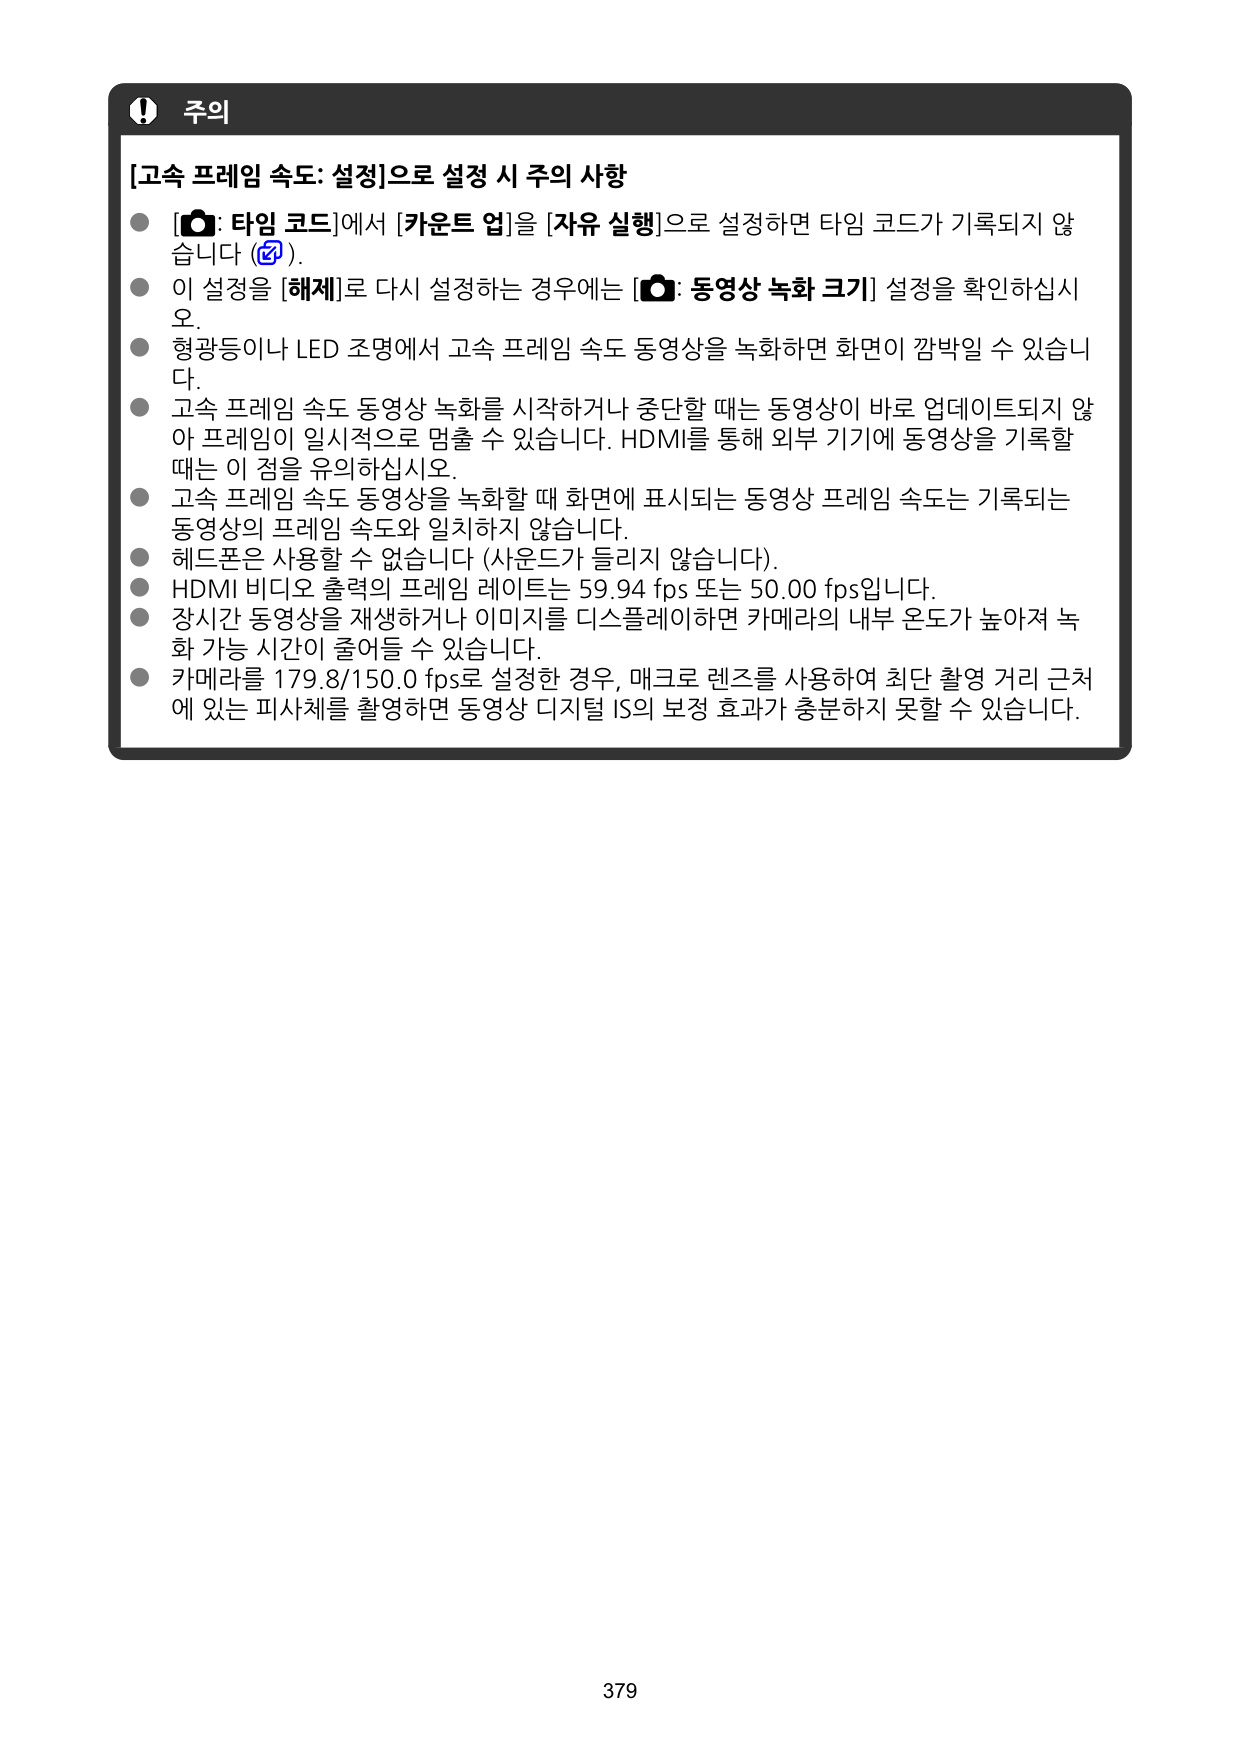 주의
[고속 프레임 속도: 설정]으로 설정 시 주의 사항
● [: 타임 코드]에서 [카운트 업]을 [자유 실행]으로 설정하면 타임 코드가 기록되지 않
습니다 ( ).
● 이 설정을 [해제]로 다시 설정하는 경우에는 [: 동영상 녹화 크기] 설정을 확인하십시
오.
● 형광등이나 LED 조명에서 고속 프레임 속도 동영상을 녹화하면 화면이 깜박일 수 있습니
다.
● 고속 프레임 속도 동영상 녹화를 시작하거나 중단할 때는 동영상이 바로 업데이트되지 않
아 프레임이 일시적으로 멈출 수 있습니다. HDMI를 통해 외부 기기에 동영상을 기록할
때는 이 점을 유의하십시오.
● 고속 프레임 속도 동영상을 녹화할 때 화면에 표시되는 동영상 프레임 속도는 기록되는
동영상의 프레임 속도와 일치하지 않습니다.
● 헤드폰은 사용할 수 없습니다 (사운드가 들리지 않습니다).
● HDMI 비디오 출력의 프레임 레이트는 59.94 fps 또는 50.00 fps입니다.
● 장시간 동영상을 재생하거나 이미지를 디스플레이하면 카메라의 내부 온도가 높아져 녹
화 가능 시간이 줄어들 수 있습니다.
● 카메라를 179.8/150.0 fps로 설정한 경우, 매크로 렌즈를 사용하여 최단 촬영 거리 근처
에 있는 피사체를 촬영하면 동영상 디지털 IS의 보정 효과가 충분하지 못할 수 있습니다.
379